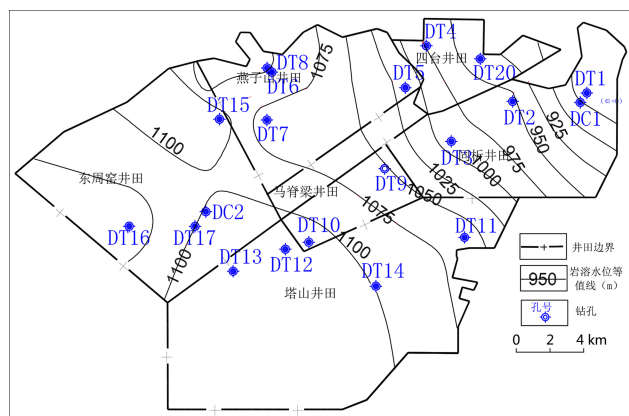 DT4
四台井田
DT8
燕子山井田
DT6
1075
DT5
DT20
DT1
DC1
DT15
DT7
DT2
925
950
1100
DT3
975
1000
东周窑井田
马脊梁井田
DT9
1050
1025
DC2
1075
DT16
DT17
DT10
1100
DT11
1100
DT13
DT12
DT14
塔山井田
井田边界
950
岩溶水位等
值线（m）
孔号
钻孔
0 2 4 km